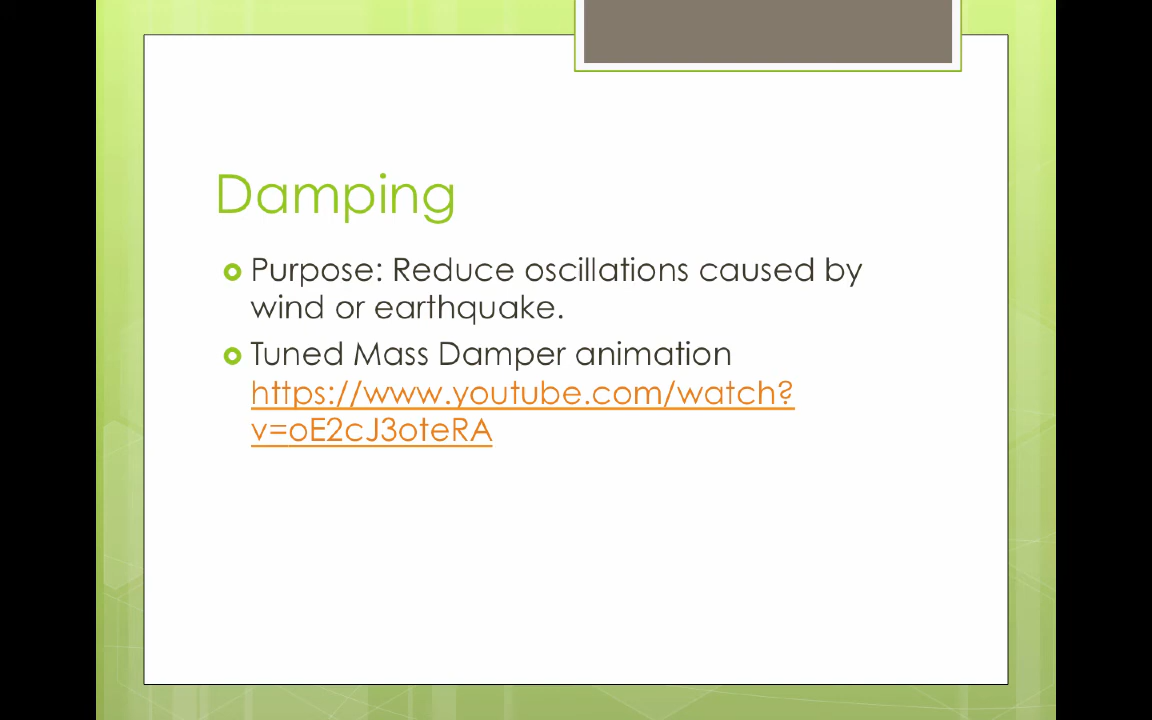 Damping
Purpose: Reduce oscillations caused by
wind or earthquake.
Tuned Mass Damper animation
https://www.youtube.com/watch?
v=oE2cJ3oteRA